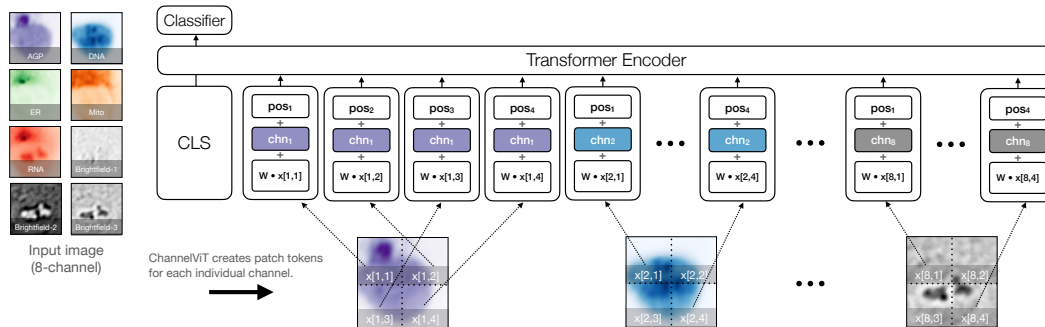 Classifier
Transformer Encoder
AGP
DNA
ER
Mito
RNA
Brightfield-1
Brightfield-2
Brightfield-3
Input image
(8-channel)
CLS
pos1
+
chn1
+
W • x[1,1]
pos2
+
chn1
+
W • x[1,2]
pos3
+
chn1
+
W • x[1,3]
pos4
+
chn1
+
W • x[1,4]
pos1
+
chn2
+
W • x[2,1]
•••
pos4
+
chn2
+
W • x[2,4]
•••
pos1
+
chn8
+
W • x[8,1]
•••
pos4
+
chn8
+
W • x[8,4]
ChannelViT creates patch tokens
for each individual channel.
x[1,1] x[1,2]
x[1,3] x[1,4]
x[2,1] x[2,2]
x[2,3] x[2,4]
•••
x[8,1] x[8,2]
x[8,3] x[8,4]